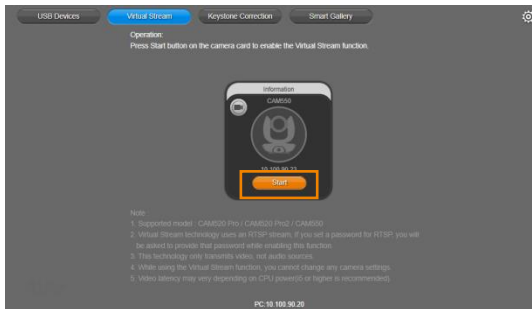 USB Devices
Virtual Stream
Keystone Correction
Smart Gallery
Operation:
Press Start button on the camera card to enable the Virtual Stream function.
Information
CAM550
10.100.90.22
Start
Note
1. Supported model : CAM520 Pro / CAM520 Pro2 / CAM550
2. Virtual Stream technology uses an RTSP stream. If you set a password for RTSP, you will
be asked to provide that password while enabling this function.
3. This technology only transmits video, not audio sources.
4. While using the Virtual Stream function, you cannot change any camera settings.
5. Video latency may very depending on CPU power(i5 or higher is recommended).
PC:10.100.90.20